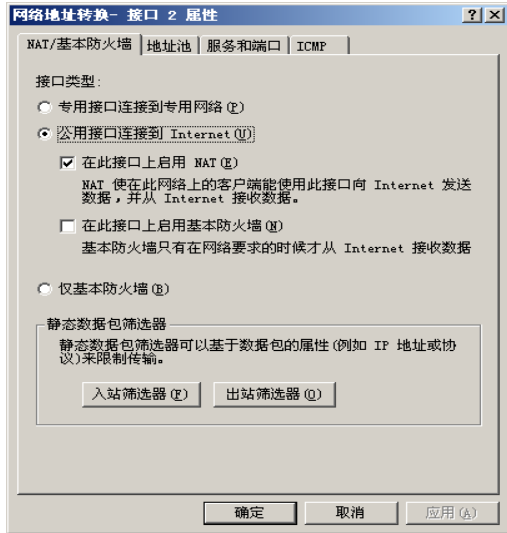 网络地址转换- 接口 2 属性
NAT/基本防火墙 地址池 服务和端口 ICMP
接口类型:
专用接口连接到专用网络(P)
公用接口连接到 Internet(U)
在此接口上启用 NAT(E)
NAT 使在此网络上的客户端能使用此接口向 Internet 发送
数据，并从 Internet 接收数据。
在此接口上启用基本防火墙(N)
基本防火墙只有在网络要求的时候才从 Internet 接收数据
仅基本防火墙(B)
静态数据包筛选器
静态数据包筛选器可以基于数据包的属性(例如 IP 地址或协
议)来限制传输。
入站筛选器(F) 出站筛选器(O)
确定 取消 应用(A)